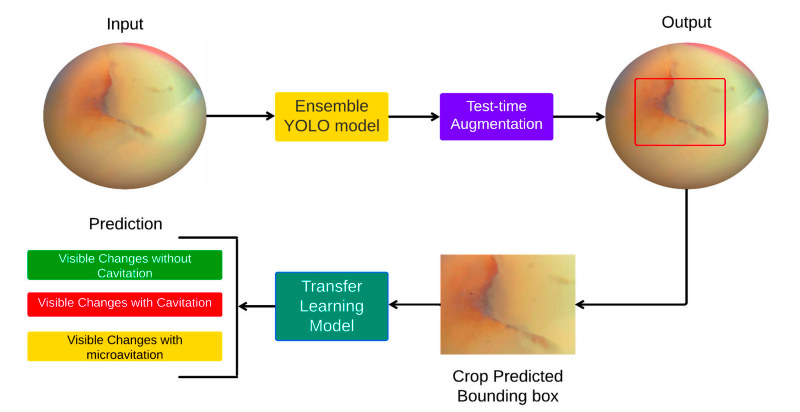 Input
Output
Ensemble
YOLO model
Test-time
Augmentation
Prediction
Visible Changes without
Cavitation
Visible Changes with Cavitation
Visible Changes with
microavitation
Transfer
Learning
Model
Crop Predicted
Bounding box